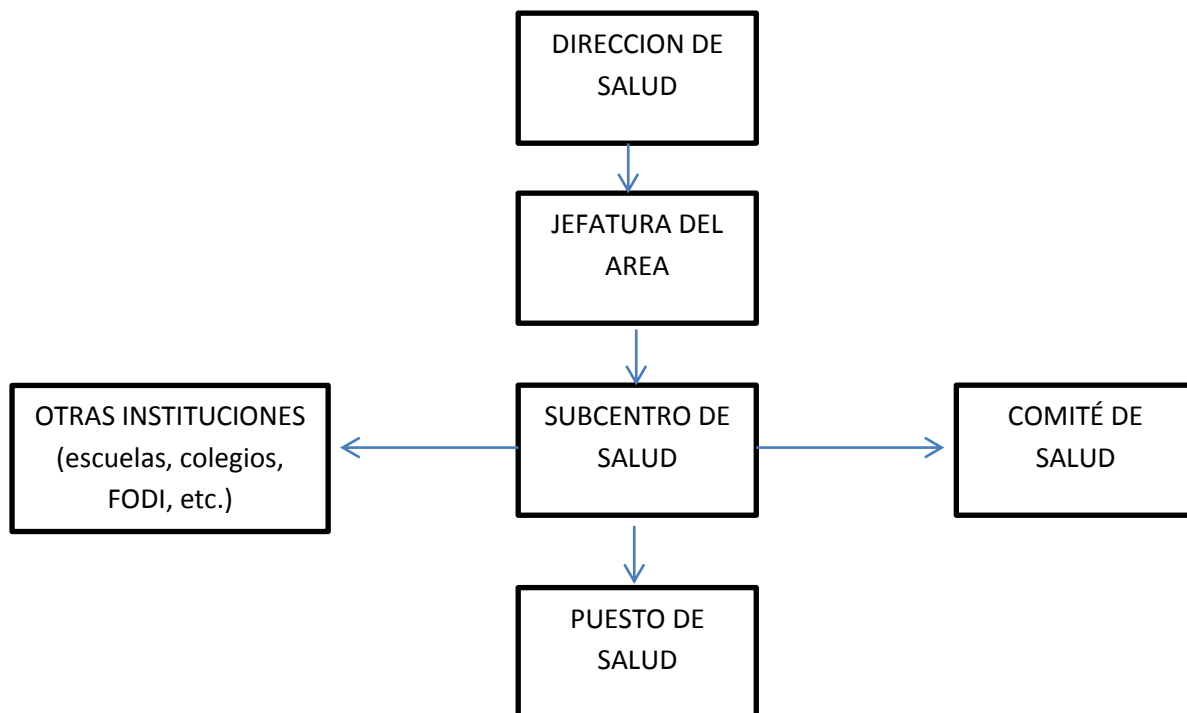 DIRECCION DE
SALUD
JEFATURA DEL
AREA
OTRAS INSTITUCIONES
(escuelas, colegios,
FODI, etc.)
SUBCENTRO DE
SALUD
COMITÉ DE
SALUD
PUESTO DE
SALUD